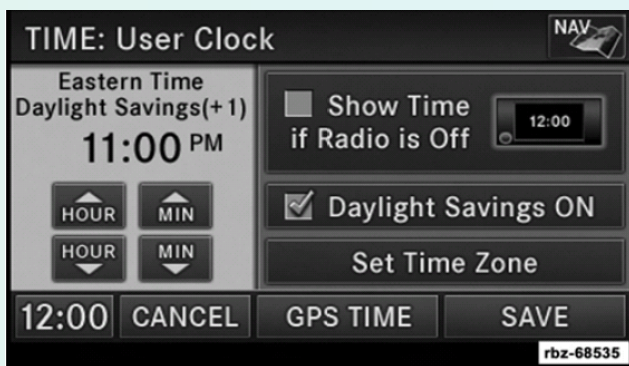 TIME: User Clock
NAV
Eastern Time
Daylight Savings(+1)
11:00 PM
HOUR
MIN
HOUR
MIN
Show Time
if Radio is Off
12:00
Daylight Savings ON
Set Time Zone
12:00
CANCEL
GPS TIME
SAVE
rbz-68535